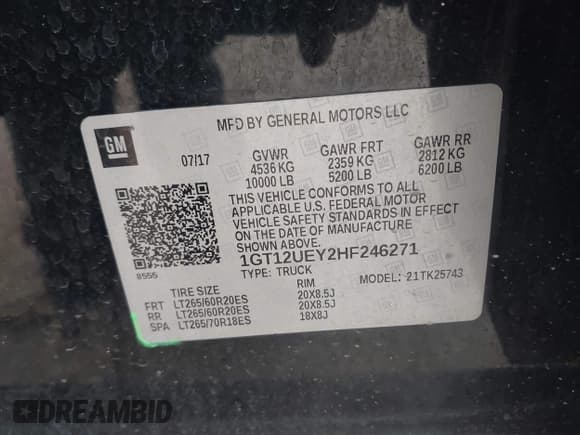 MFD BY GENERAL MOTORS LLC
GM
07/17
GVWR GAWR FRT GAWR RR
4536 KG 2359 KG 2812 KG
10000 LB 5200 LB 6200 LB
THIS VEHICLE CONFORMS TO ALL
APPLICABLE U.S. FEDERAL MOTOR
VEHICLE SAFETY STANDARDS IN EFFECT
ON THE DATE OF MANUFACTURE
SHOWN ABOVE.
8555
1GT12UEY2HF246271
TYPE: TRUCK MODEL: 21TK25743
TIRE SIZE RIM
FRT LT265/60R20ES 20X8.5J
RR LT265/60R20ES 20X8.5J
SPA LT265/70R18ES 18X8J
DREAMBID